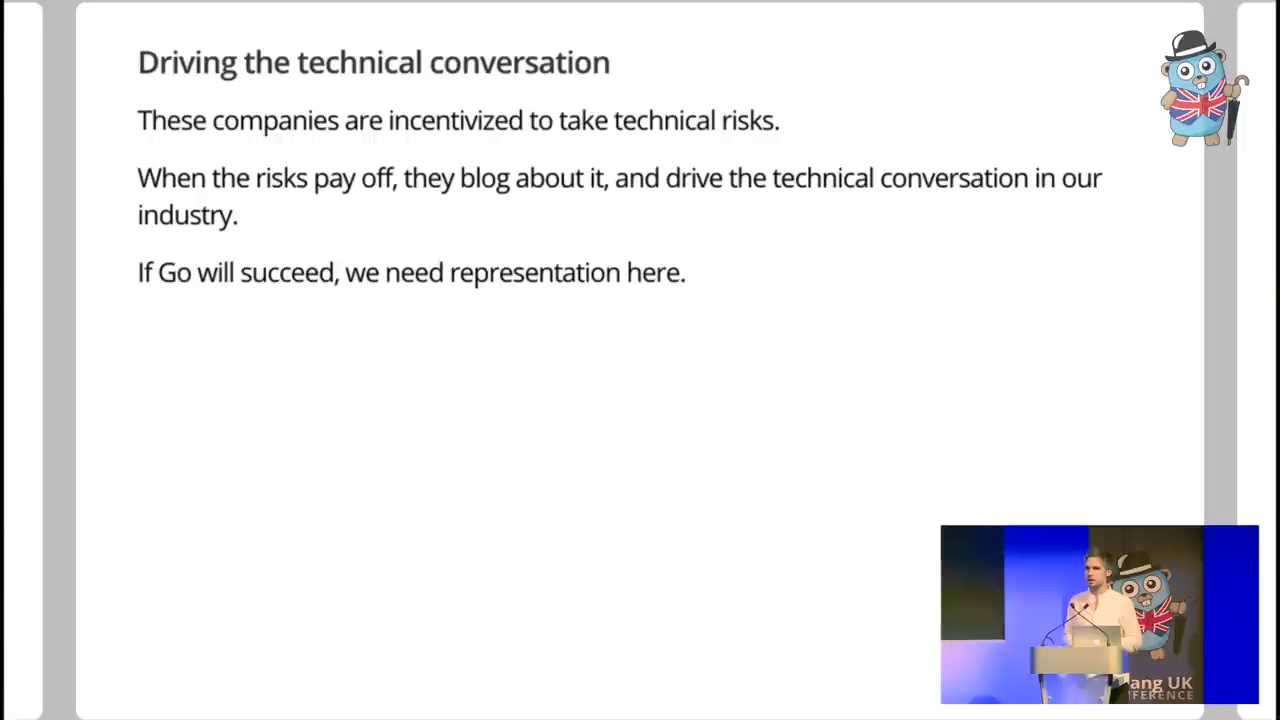 Driving the technical conversation
These companies are incentivized to take technical risks.
When the risks pay off, they blog about it, and drive the technical conversation in our
industry.
If Go will succeed, we need representation here.
ang UK
FERENCE